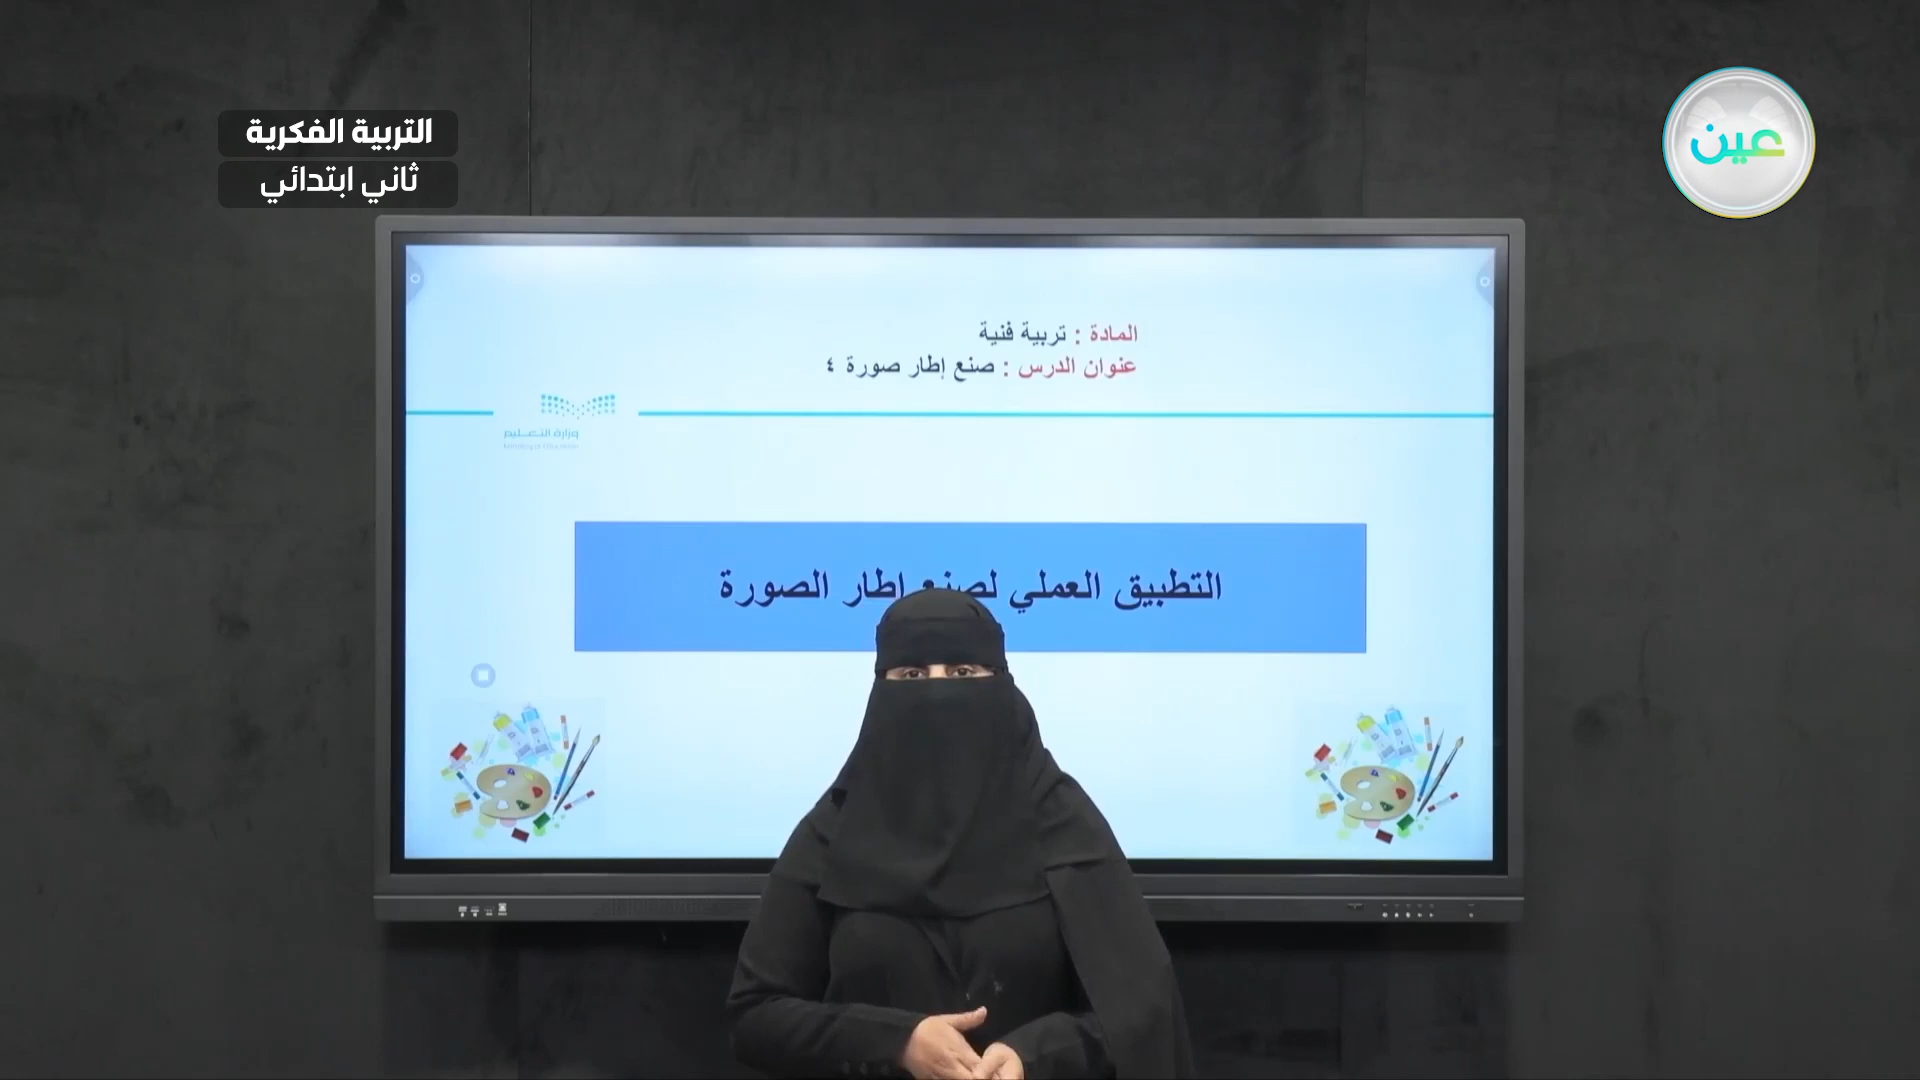 التربية الفكرية
ثاني ابتدائي
عين
المادة : تربية فنية
عنوان الدرس : صنع إطار صورة ٤
وزارة التعليم
التطبيق العملي لصنع إطار الصورة